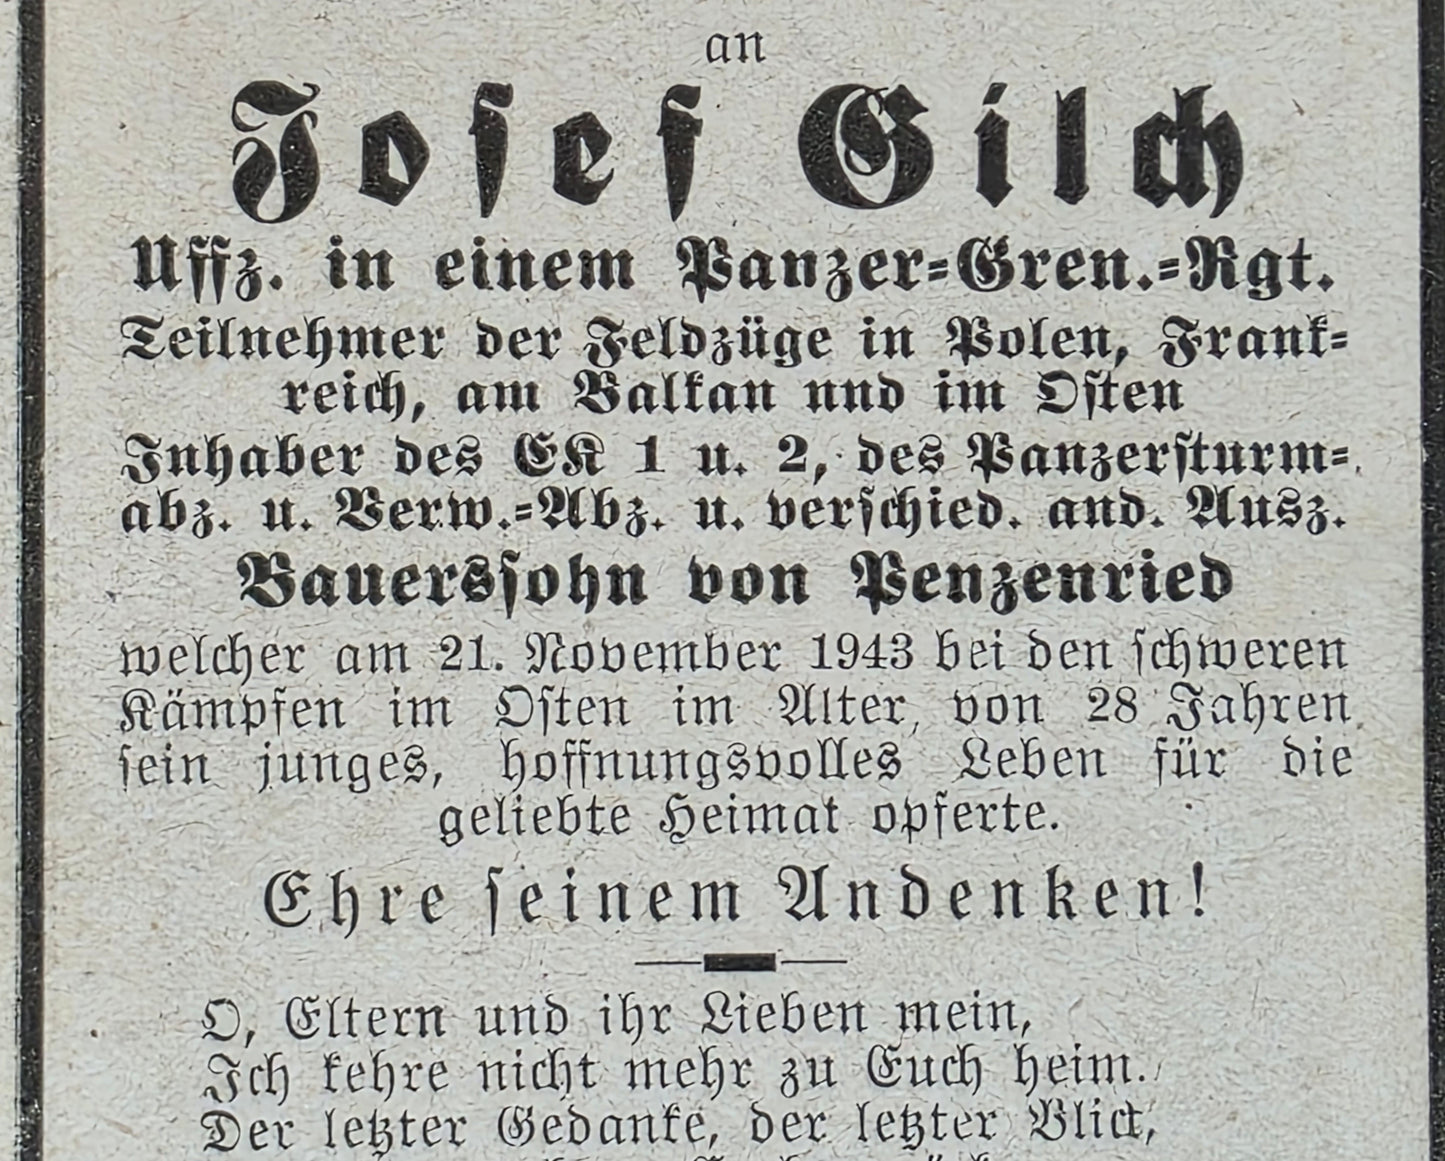 an
Josef Gilch
Uffz. in einem Panzer-Gren.-Rgt.
Teilnehmer der Feldzüge in Polen, Frank-
reich, am Balkan und im Osten
Inhaber des EK 1 u. 2, des Panzersturm-
abz. u. Verw.-Abz. u. verschied. and. Ausz.
Bauerssohn von Penzenried
welcher am 21. November 1943 bei den schweren
Kämpfen im Osten im Alter, von 28 Jahren
sein junges, hoffnungsvolles Leben für die
geliebte Heimat opferte.
Ehre seinem Andenken!
O, Eltern und ihr Lieben mein,
Ich kehre nicht mehr zu Euch heim.
Der letzter Gedanke, der letzter Blick,